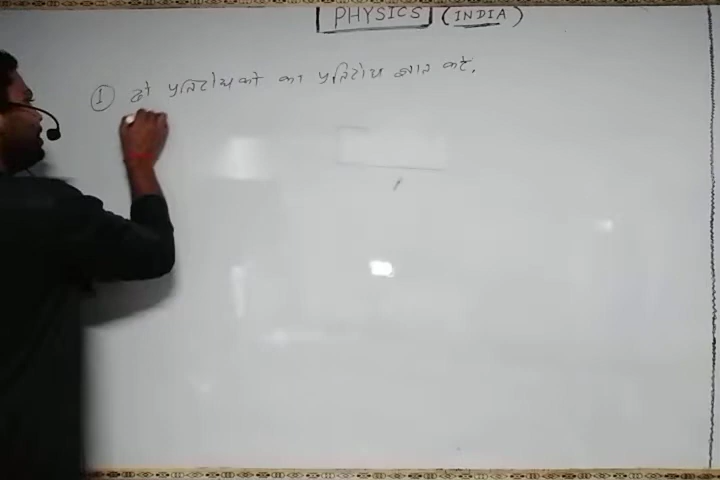 PHYSICS (INDIA)
① दो प्रतिरोधको का प्रतिरोध ज्ञात करें.